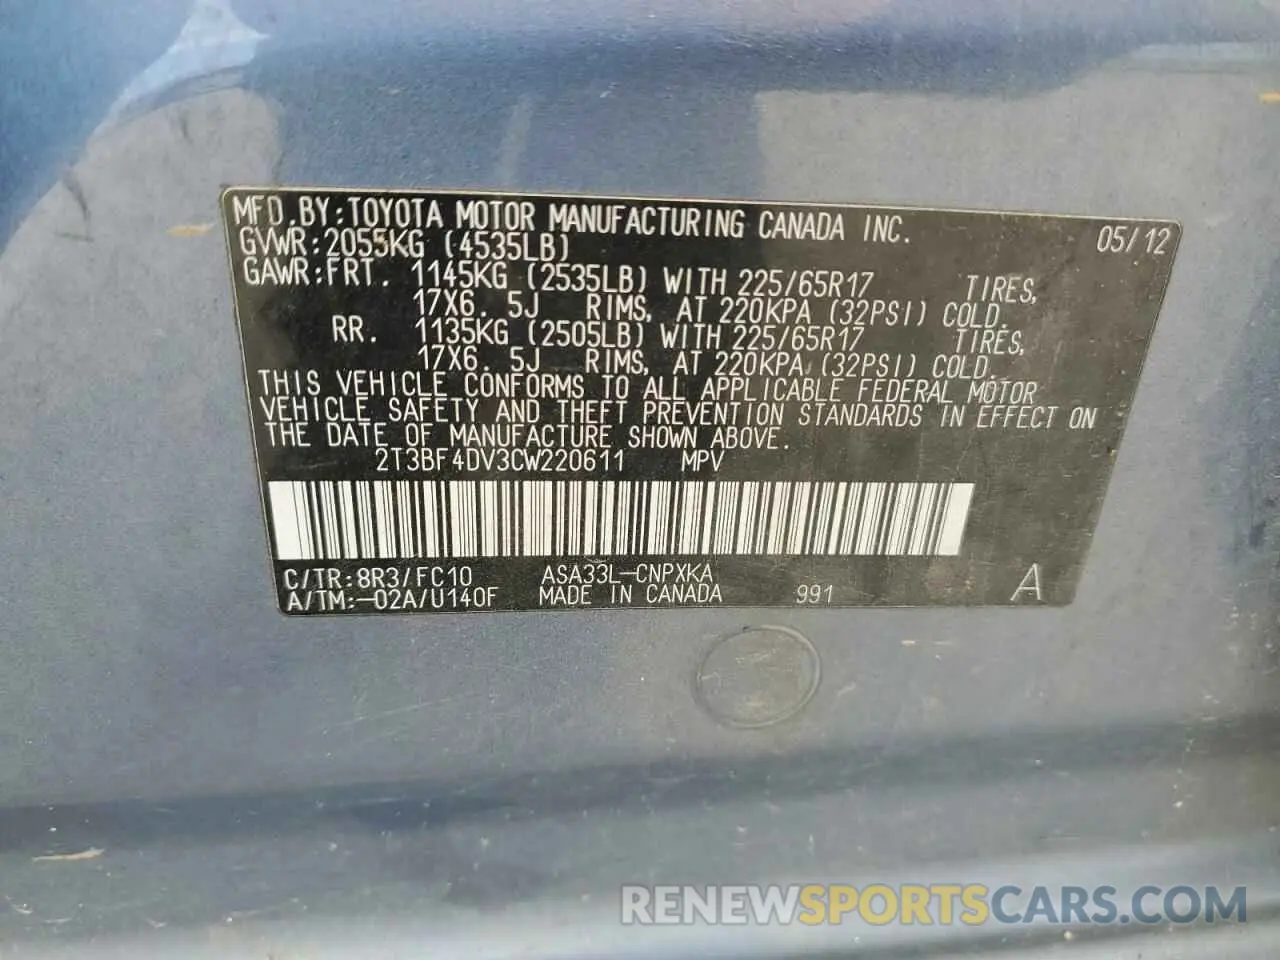 MFD.BY:TOYOTA MOTOR MANUFACTURING CANADA INC. 05/12
GVWR:2055KG (4535LB)
GAWR:FRT. 1145KG (2535LB) WITH 225/65R17 TIRES,
17X6.5J RIMS, AT 220KPA (32PSI) COLD.
RR. 1135KG (2505LB) WITH 225/65R17 TIRES,
17X6.5J RIMS, AT 220KPA (32PSI) COLD.
THIS VEHICLE CONFORMS TO ALL APPLICABLE FEDERAL MOTOR
VEHICLE SAFETY AND THEFT PREVENTION STANDARDS IN EFFECT ON
THE DATE OF MANUFACTURE SHOWN ABOVE.
2T3BF4DV3CW220611 MPV
C/TR:8R3/FC10 ASA33L-CNPXKA
A/TM:-02A/U140F MADE IN CANADA 991 A
RENEWSPORTSCARS.COM